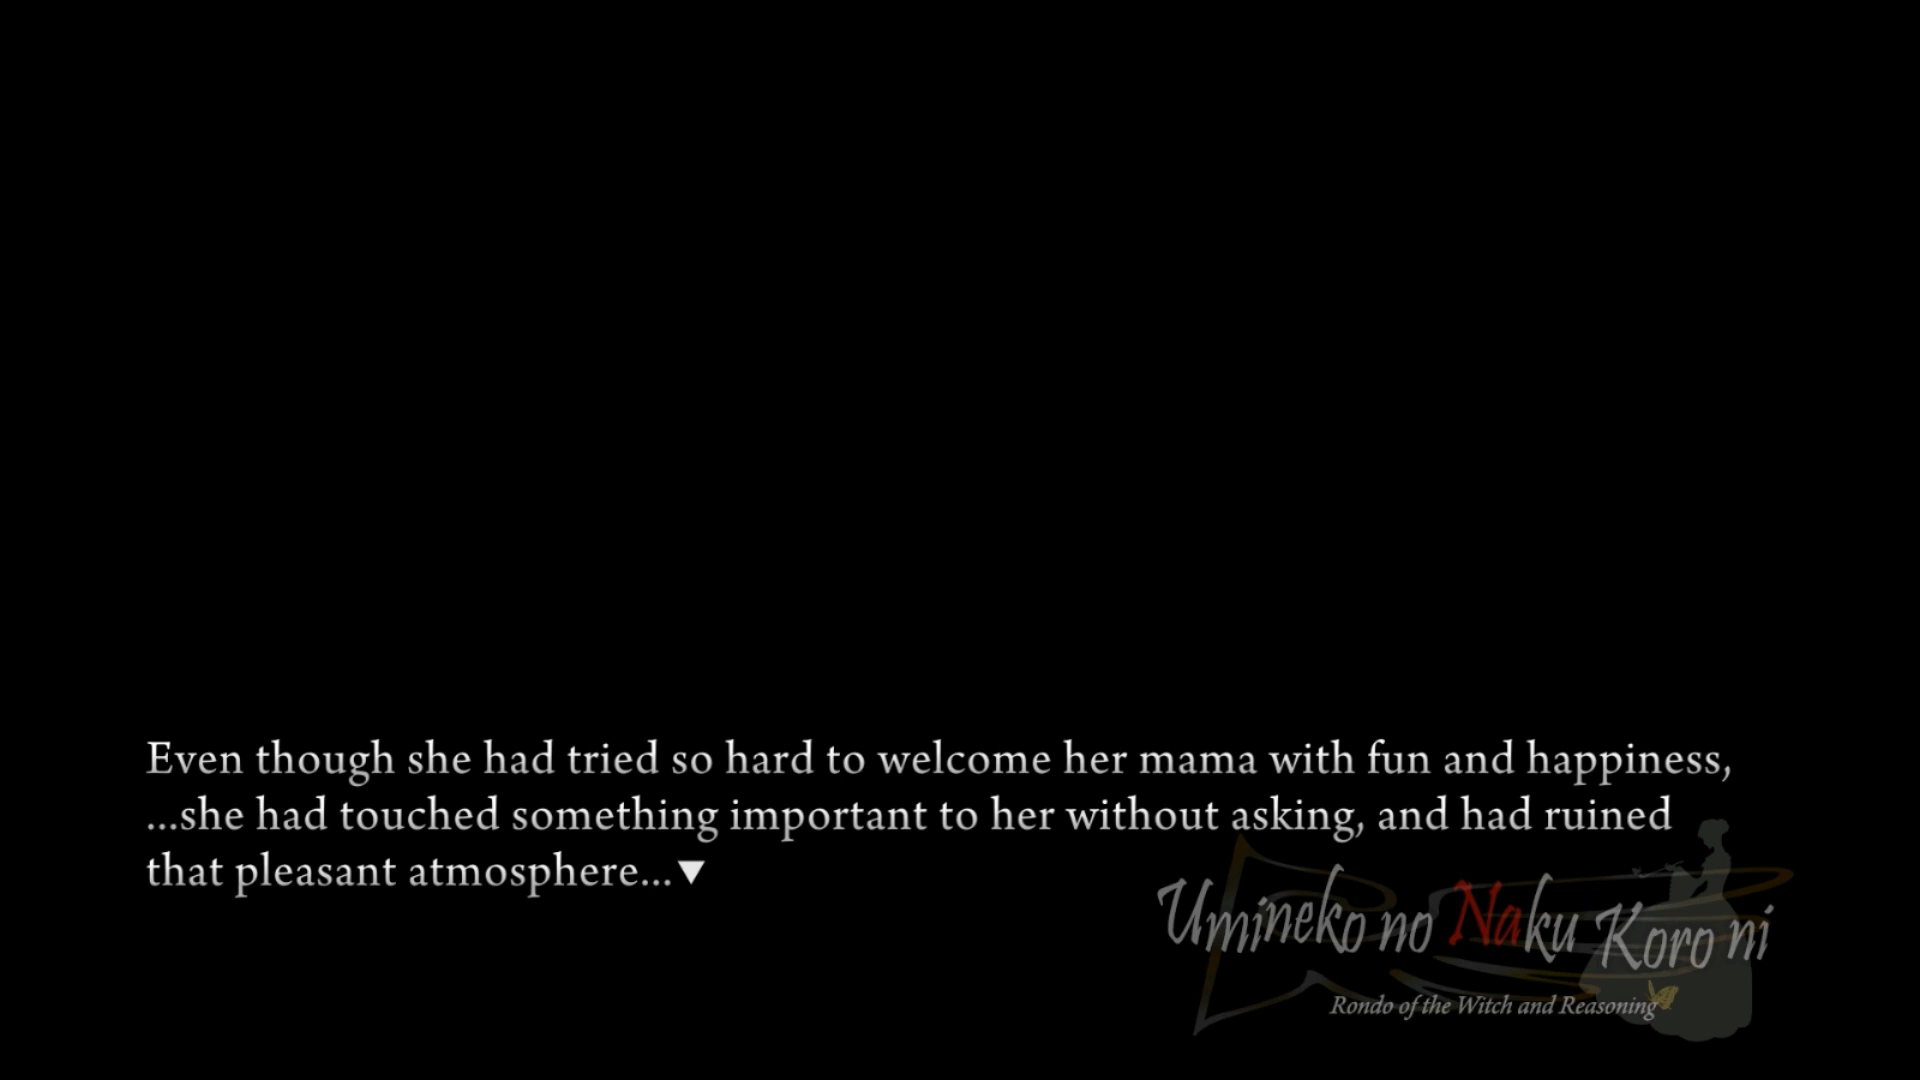 Even though she had tried so hard to welcome her mama with fun and happiness,
...she had touched something important to her without asking, and had ruined
that pleasant atmosphere...▼
Umineko no Naku Koro ni
Rondo of the Witch and Reasoning